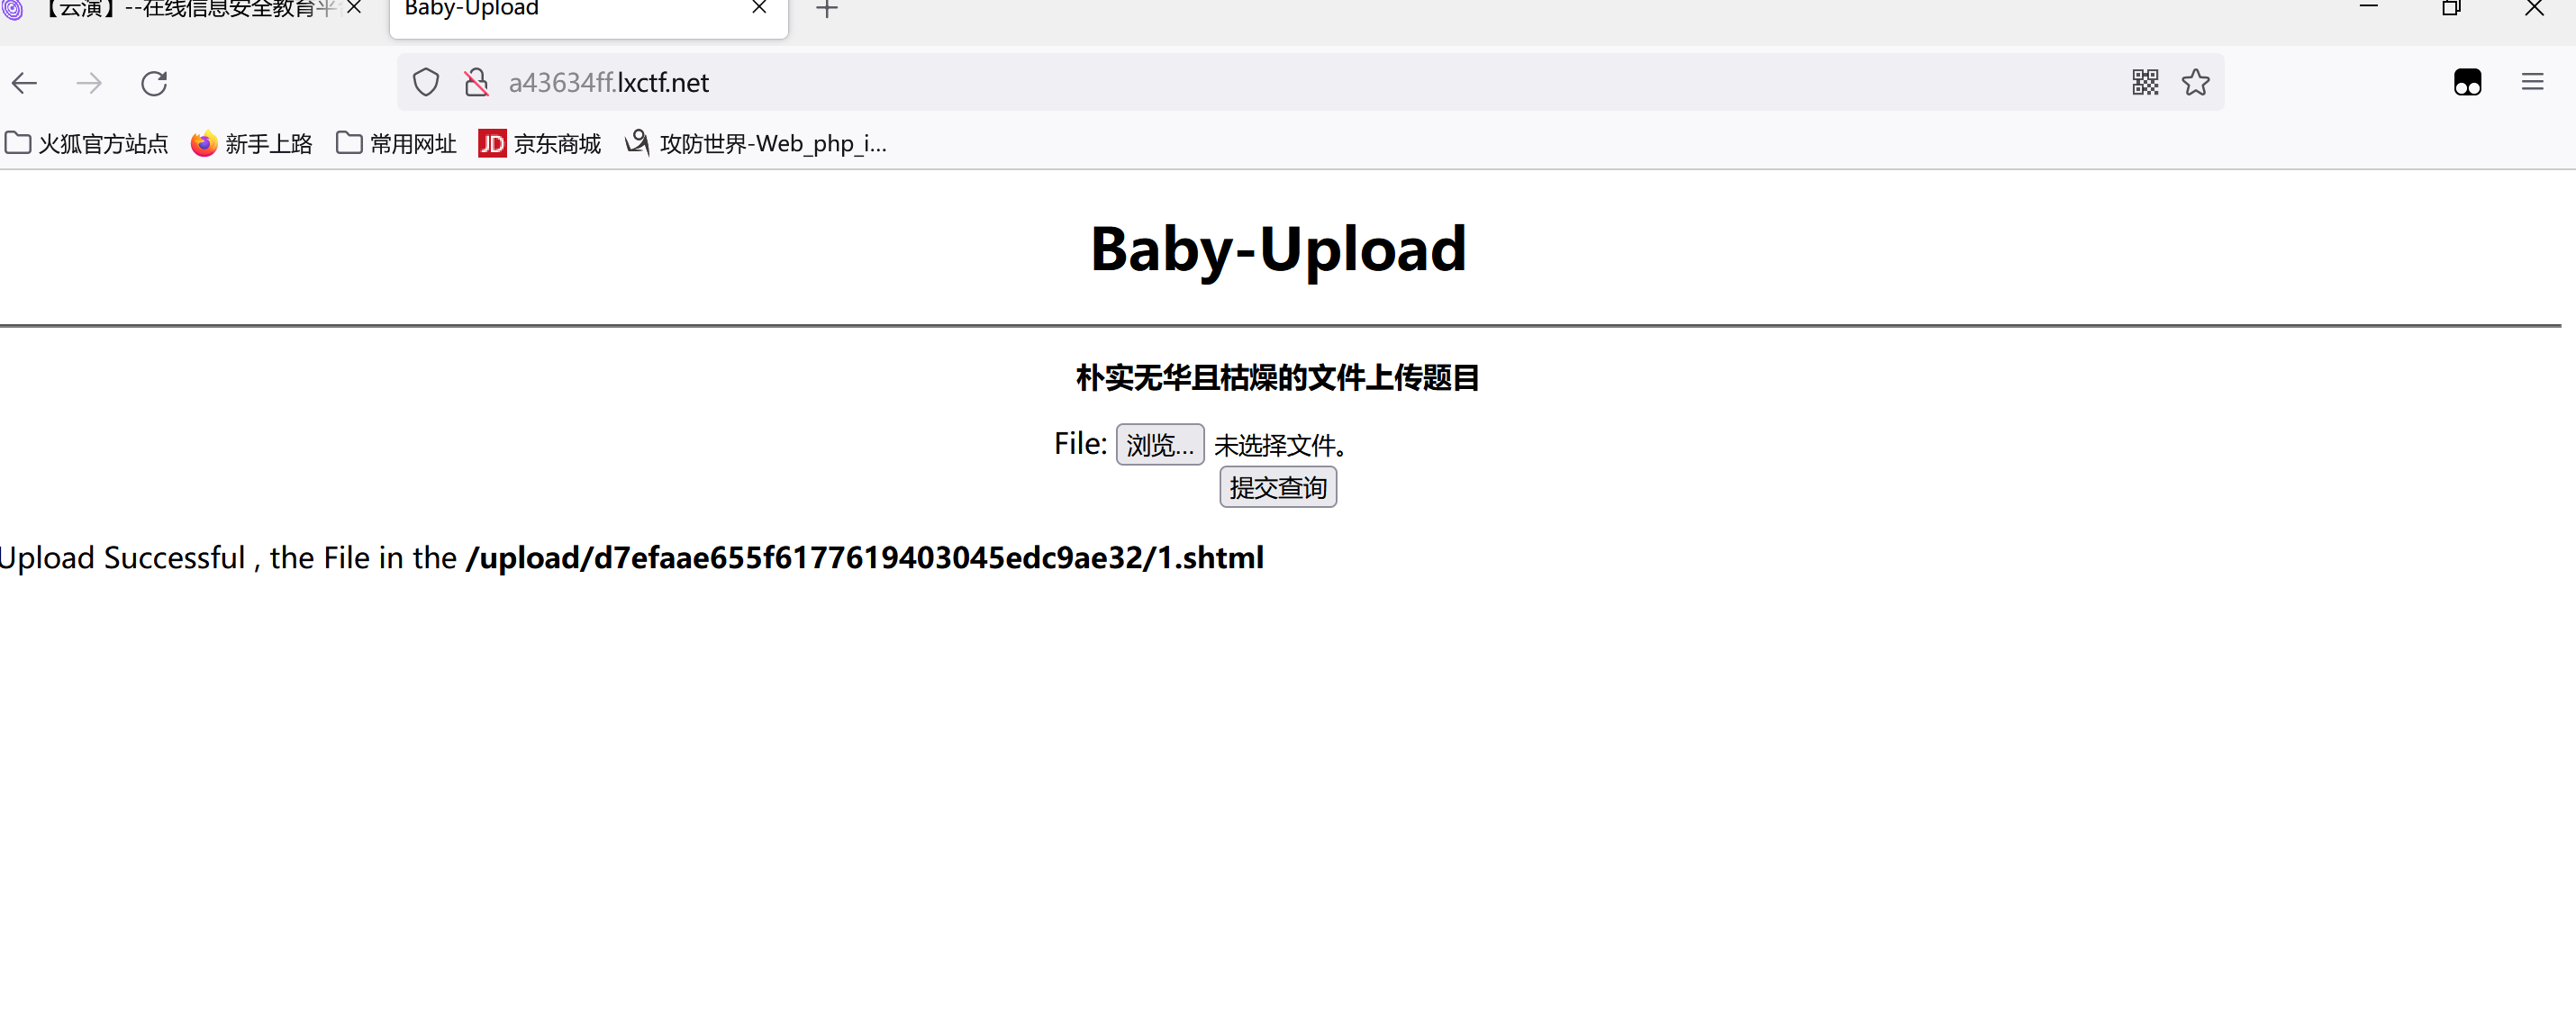 【云演】--在线信息安全教育平
Baby-Upload
a43634ff.lxctf.net
火狐官方站点 新手上路 常用网址 JD 京东商城 攻防世界-Web_php_i...
Baby-Upload
朴实无华且枯燥的文件上传题目
File: 浏览... 未选择文件。
提交查询
Upload Successful , the File in the /upload/d7efaae655f6177619403045edc9ae32/1.shtml